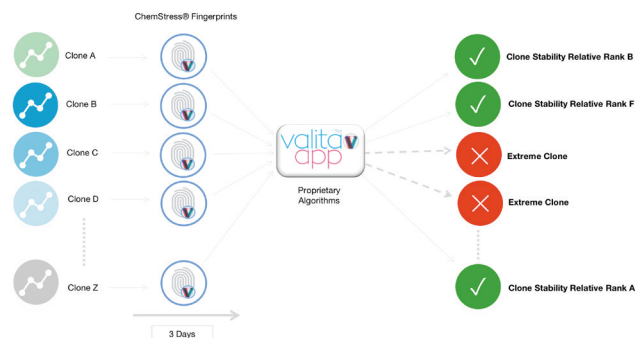 ChemStress® Fingerprints
Clone A
Clone B
Clone C
Clone D
Clone Z
3 Days
valita
app
Proprietary
Algorithms
Clone Stability Relative Rank B
Clone Stability Relative Rank F
Extreme Clone
Extreme Clone
Clone Stability Relative Rank A